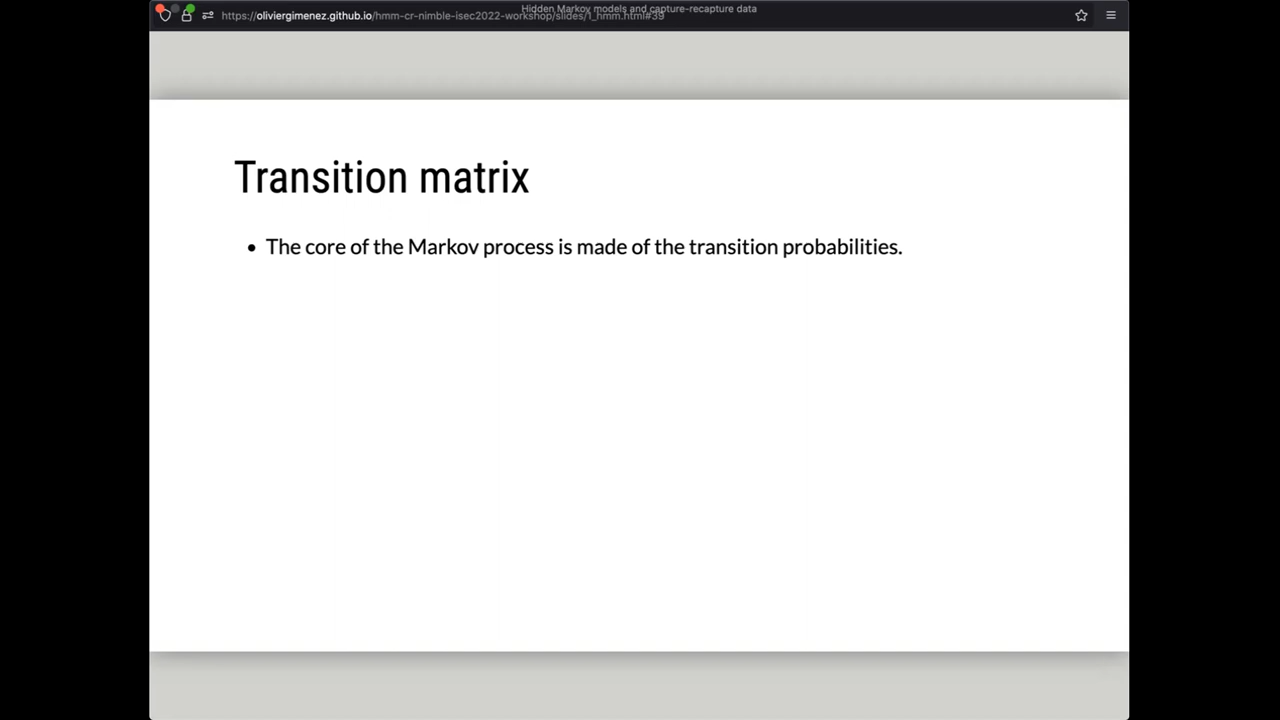 Hidden Markov models and capture-recapture data
https://oliviergimenez.github.io/hmm-cr-nimble-isec2022-workshop/slides/1_hmm.html#39
Transition matrix
• The core of the Markov process is made of the transition probabilities.